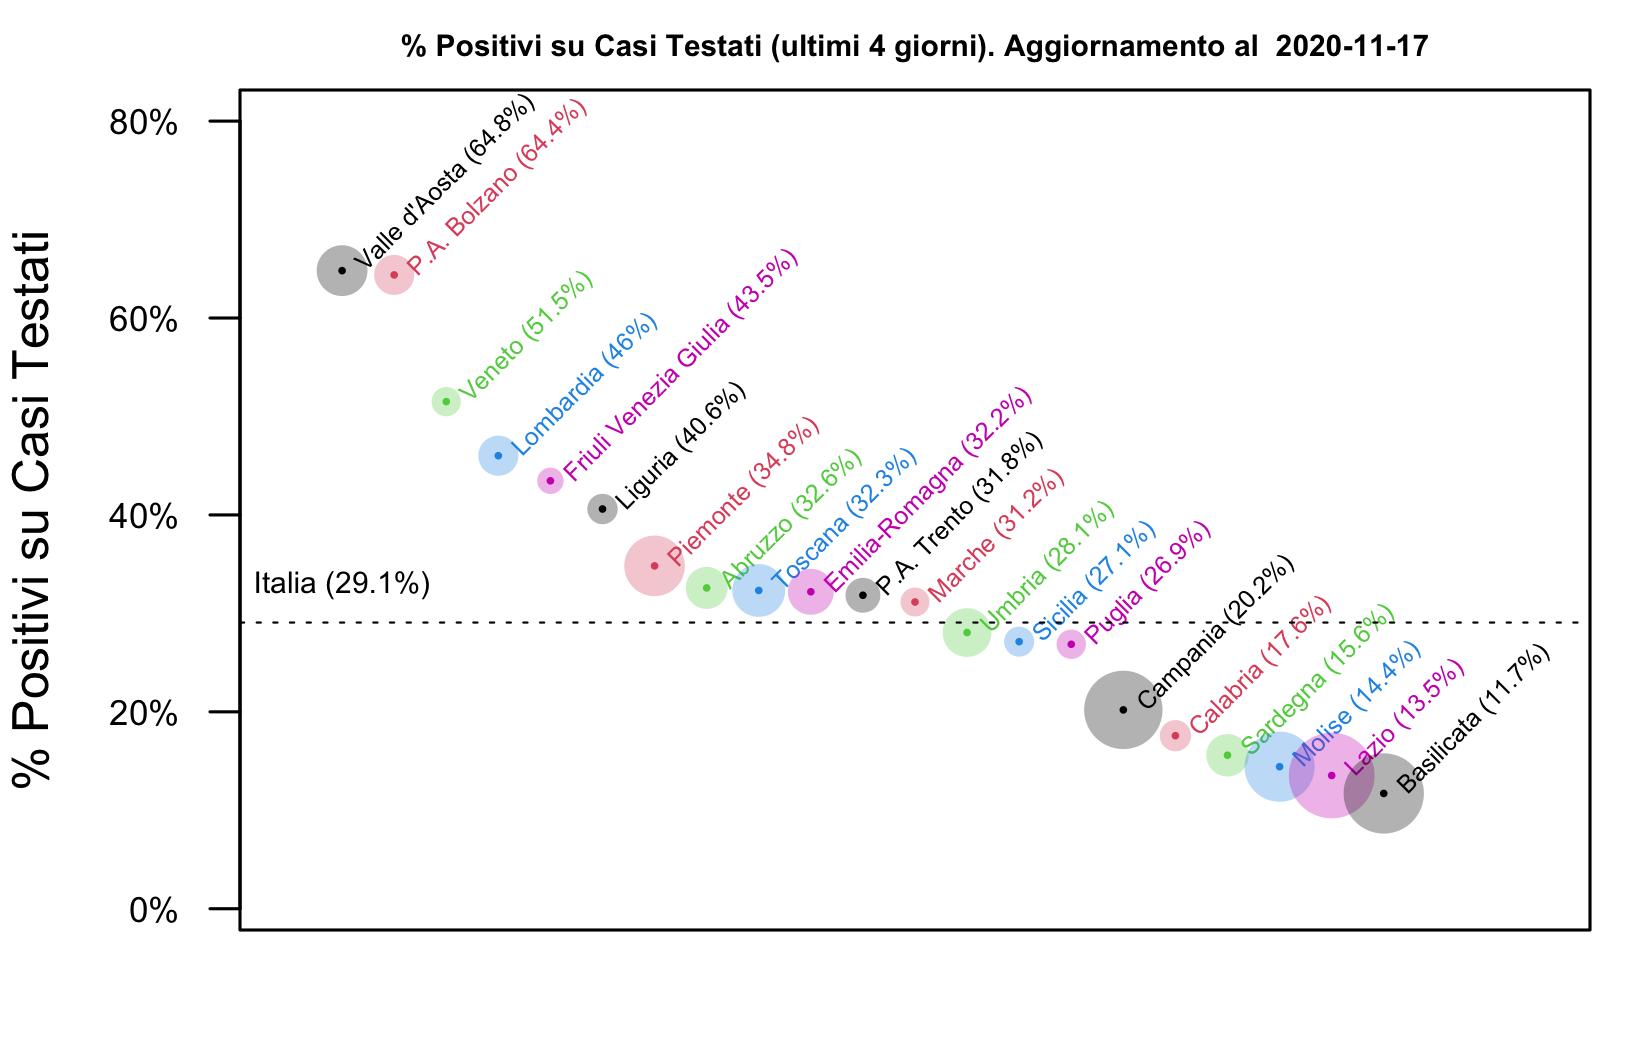 % Positivi su Casi Testati (ultimi 4 giorni). Aggiornamento al  2020-11-17
% Positivi su Casi Testati
80%
60%
40%
20%
0%
Valle d'Aosta (64.8%)
P.A. Bolzano (64.4%)
Veneto (51.5%)
Lombardia (46%)
Friuli Venezia Giulia (43.5%)
Liguria (40.6%)
Piemonte (34.8%)
Abruzzo (32.6%)
Toscana (32.3%)
Emilia-Romagna (32.2%)
P.A. Trento (31.8%)
Marche (31.2%)
Italia (29.1%)
Umbria (28.1%)
Sicilia (27.1%)
Puglia (26.9%)
Campania (20.2%)
Calabria (17.6%)
Sardegna (15.6%)
Molise (14.4%)
Lazio (13.5%)
Basilicata (11.7%)